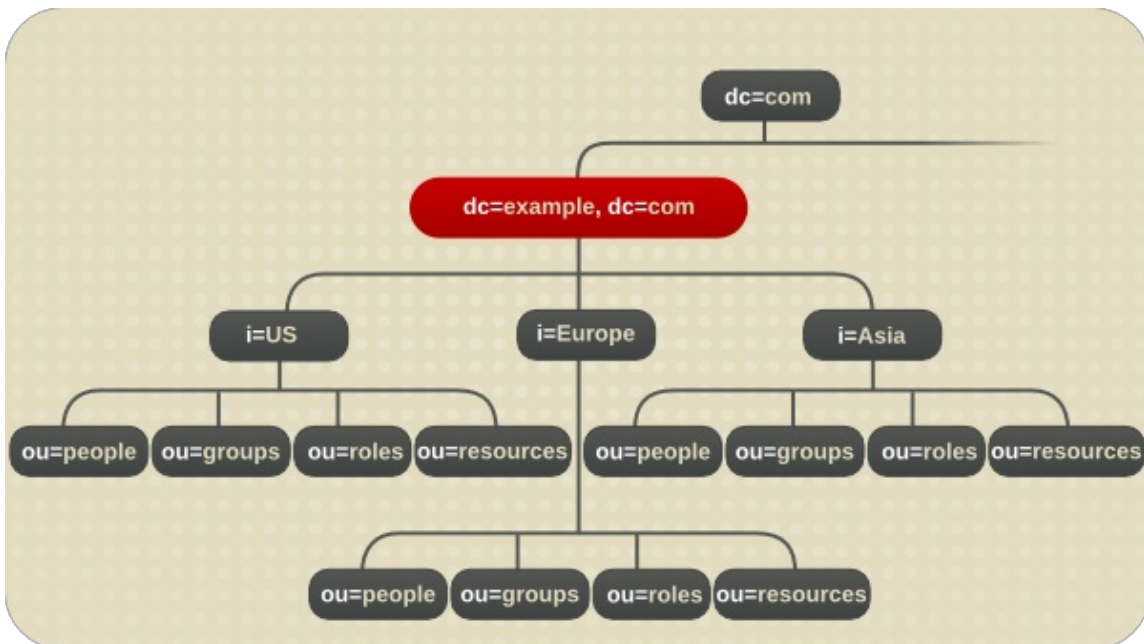 dc=com
dc=example, dc=com
i=US
i=Europe
i=Asia
ou=people
ou=groups
ou=roles
ou=resources
ou=people
ou=groups
ou=roles
ou=resources
ou=people
ou=groups
ou=roles
ou=resources